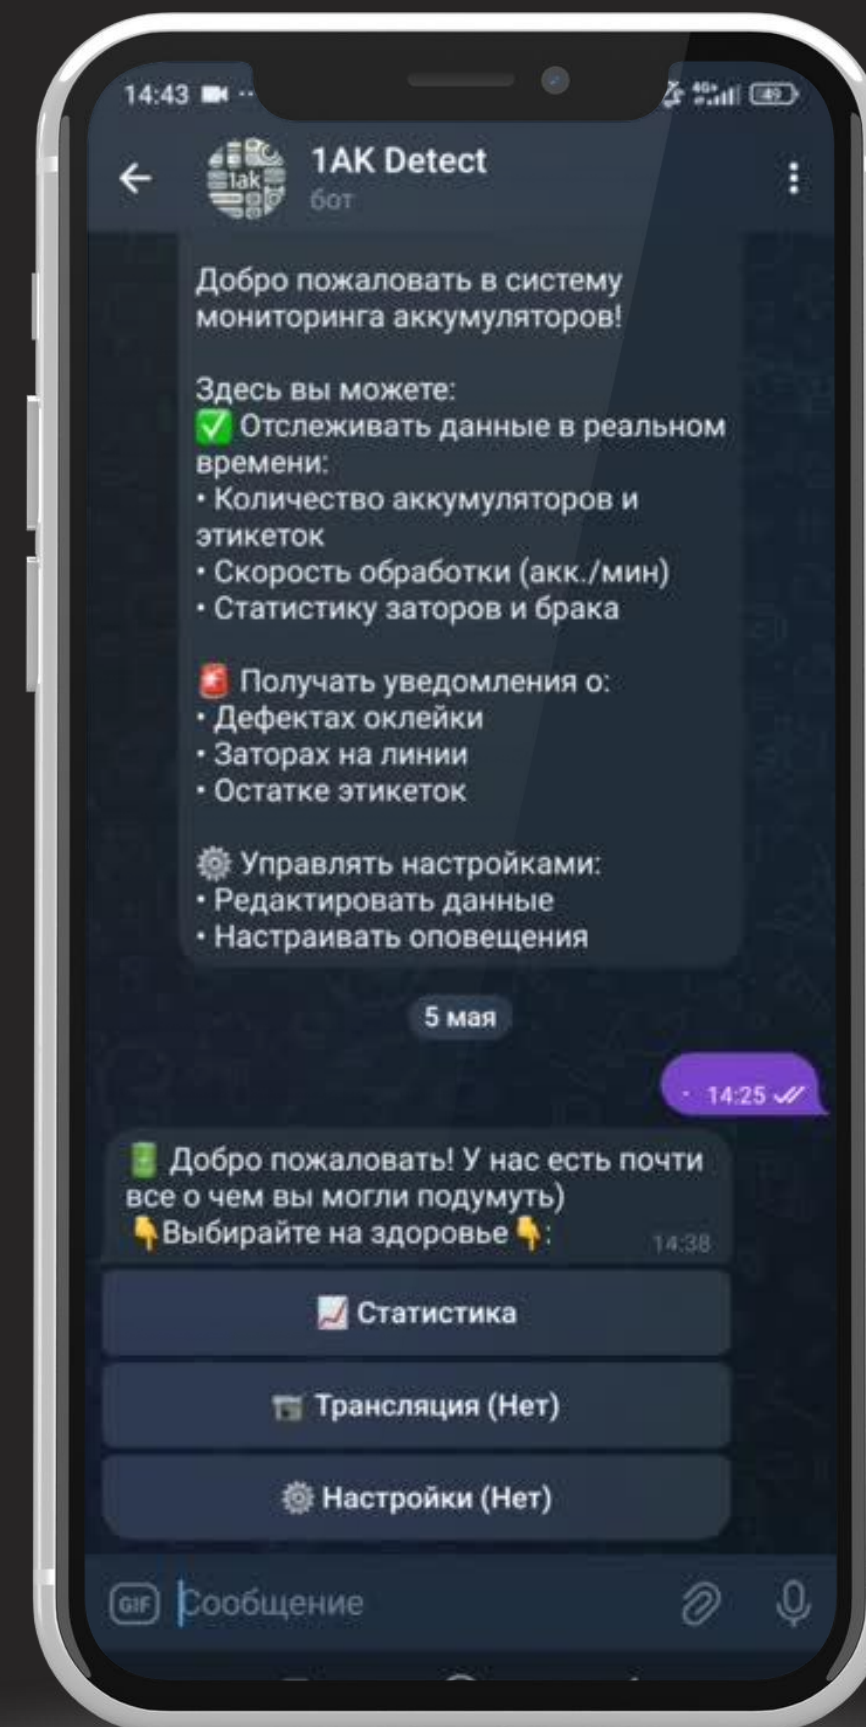 14:43
4G+
49
1ak
1AK Detect
бот
Добро пожаловать в систему
мониторинга аккумуляторов!
Здесь вы можете:
✅ Отслеживать данные в реальном
времени:
• Количество аккумуляторов и
этикеток
• Скорость обработки (акк./мин)
• Статистику заторов и брака
🚨 Получать уведомления о:
• Дефектах оклейки
• Заторах на линии
• Остатке этикеток
⚙️ Управлять настройками:
• Редактировать данные
• Настраивать оповещения
5 мая
14:25
🔋 Добро пожаловать! У нас есть почти
все о чем вы могли подумуть)
👇Выбирайте на здоровье👇:
14:38
📈 Статистика
Трансляция (Нет)
⚙️ Настройки (Нет)
GIF Сообщение